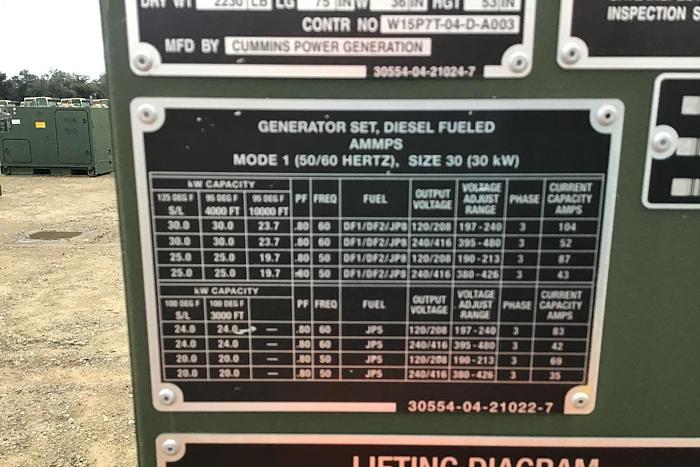 DRY WT 2230 LB LG 75 IN W 36 IN HGT 53 IN
CONTR NO W15P7T-04-D-A003
MFD BY CUMMINS POWER GENERATION
30554-04-21024-7
INSPECTION S
GENERATOR SET, DIESEL FUELED
AMMPS
MODE 1 (50/60 HERTZ), SIZE 30 (30 kW)
kW CAPACITY
125 DEG F S/L 95 DEG F 4000 FT 95 DEG F 10000 FT PF FREQ FUEL OUTPUT VOLTAGE VOLTAGE ADJUST RANGE PHASE CURRENT CAPACITY AMPS
30.0 30.0 23.7 .80 60 DF1/DF2/JP8 120/208 197-240 3 104
30.0 30.0 23.7 .80 60 DF1/DF2/JP8 240/416 395-480 3 52
25.0 25.0 19.7 .80 50 DF1/DF2/JP8 120/208 190-213 3 87
25.0 25.0 19.7 .80 50 DF1/DF2/JP8 240/416 380-426 3 43
kW CAPACITY
100 DEG F S/L 100 DEG F 3000 FT PF FREQ FUEL OUTPUT VOLTAGE VOLTAGE ADJUST RANGE PHASE CURRENT CAPACITY AMPS
24.0 24.0 — .80 60 JP5 120/208 197-240 3 83
24.0 24.0 — .80 60 JP5 240/416 395-480 3 42
20.0 20.0 — .80 50 JP5 120/208 190-213 3 69
20.0 20.0 — .80 50 JP5 240/416 380-426 3 35
30554-04-21022-7
LIFTING DIAGRAM